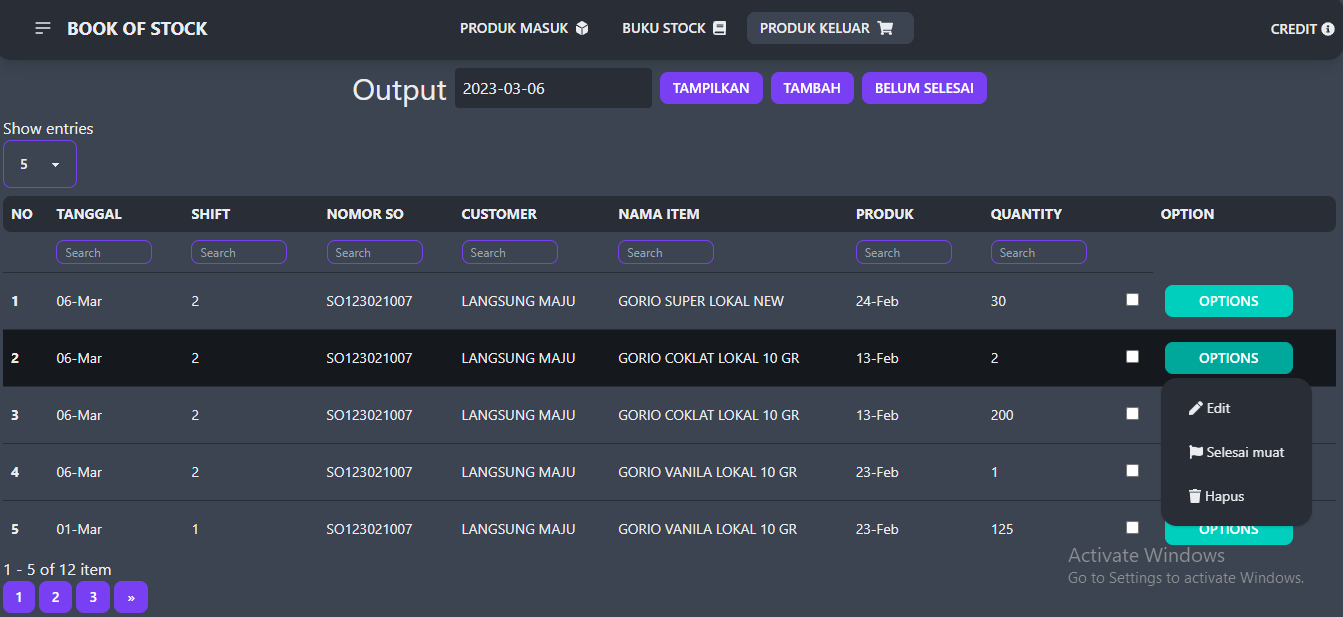 BOOK OF STOCK PRODUK MASUK BUKU STOCK PRODUK KELUAR CREDIT
Output 2023-03-06 TAMPILKAN TAMBAH BELUM SELESAI
Show entries
5
NO TANGGAL SHIFT NOMOR SO CUSTOMER NAMA ITEM PRODUK QUANTITY OPTION
Search Search Search Search Search Search Search
1 06-Mar 2 SO123021007 LANGSUNG MAJU GORIO SUPER LOKAL NEW 24-Feb 30 OPTIONS
2 06-Mar 2 SO123021007 LANGSUNG MAJU GORIO COKLAT LOKAL 10 GR 13-Feb 2 OPTIONS
Edit
3 06-Mar 2 SO123021007 LANGSUNG MAJU GORIO COKLAT LOKAL 10 GR 13-Feb 200
Selesai muat
4 06-Mar 2 SO123021007 LANGSUNG MAJU GORIO VANILA LOKAL 10 GR 23-Feb 1
Hapus
5 01-Mar 1 SO123021007 LANGSUNG MAJU GORIO VANILA LOKAL 10 GR 23-Feb 125 OPTIONS
Activate Windows
Go to Settings to activate Windows.
1 - 5 of 12 item
1 2 3 »